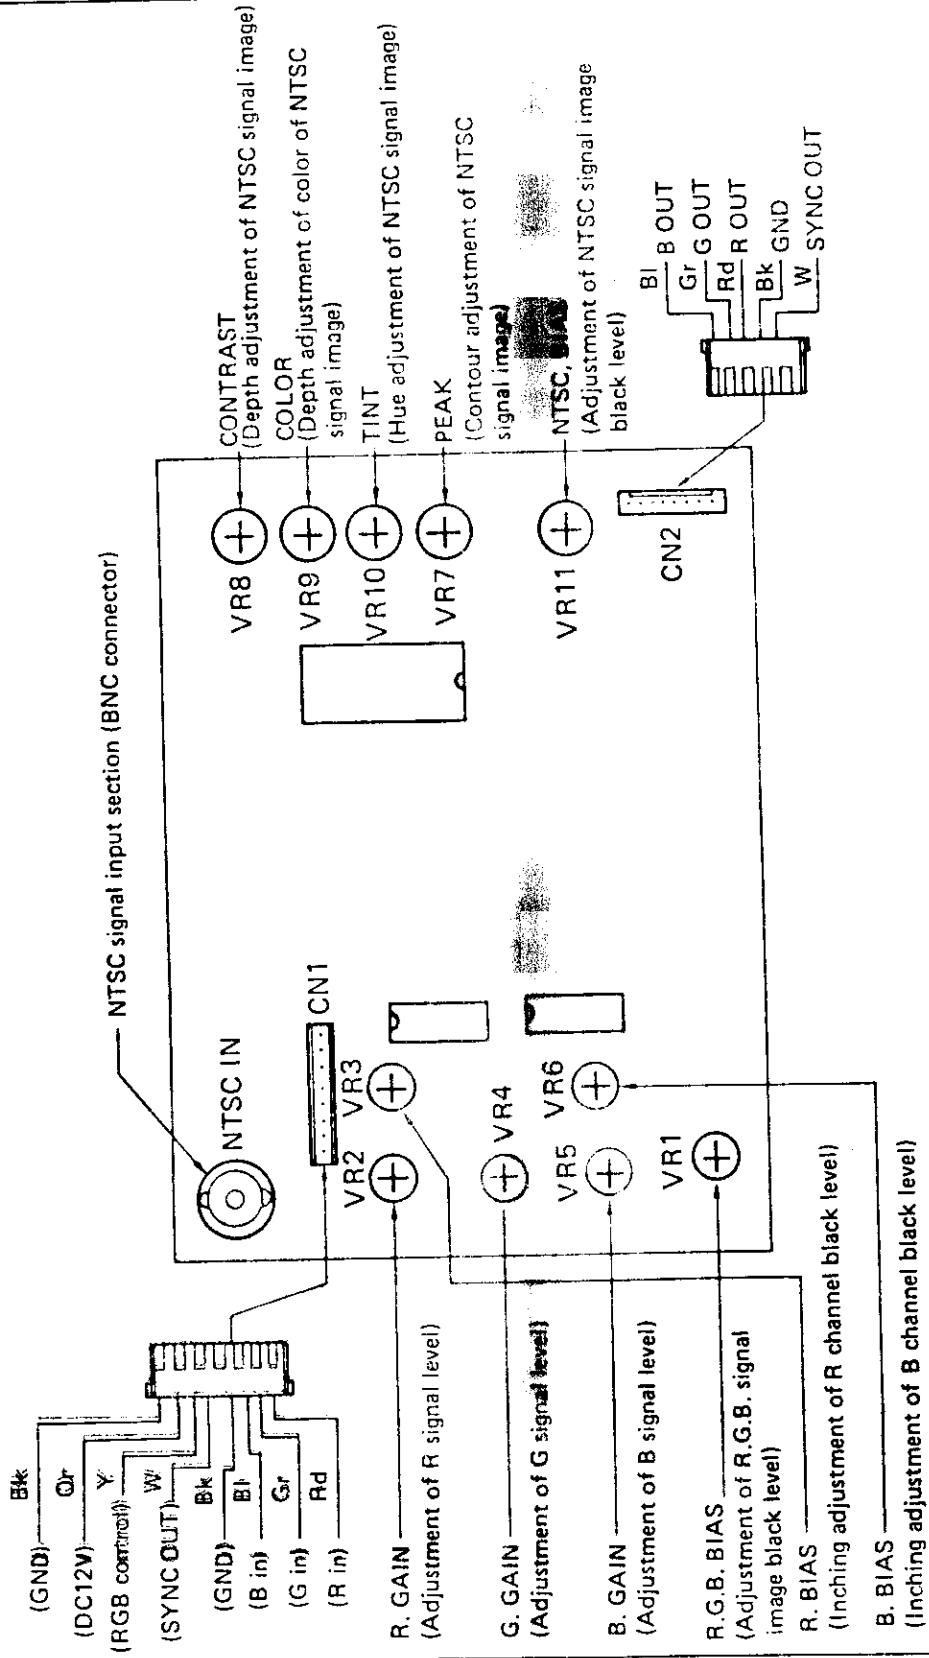 NTSC signal input section (BNC connector)
NTSC IN
CN1
(GND)
Bk
(DC12V)
Or
(RGB control)
Y
(SYNC OUT)
W
(GND)
Bk
(B in)
Bl
(G in)
Gr
(R in)
Rd
VR8
CONTRAST
(Depth adjustment of NTSC signal image)
VR9
COLOR
(Depth adjustment of color of NTSC
signal image)
VR10
TINT
(Hue adjustment of NTSC signal image)
VR7
PEAK
(Contour adjustment of NTSC
signal image)
VR11
NTSC, BIAS
(Adjustment of NTSC signal image
black level)
CN2
Bl
B OUT
Gr
G OUT
Rd
R OUT
Bk
GND
W
SYNC OUT
VR2
VR3
VR4
VR5
VR6
VR1
R. GAIN
(Adjustment of R signal level)
G. GAIN
(Adjustment of G signal level)
B. GAIN
(Adjustment of B signal level)
R.G.B. BIAS
(Adjustment of R.G.B. signal
image black level)
R. BIAS
(Inching adjustment of R channel black level)
B. BIAS
(Inching adjustment of B channel black level)